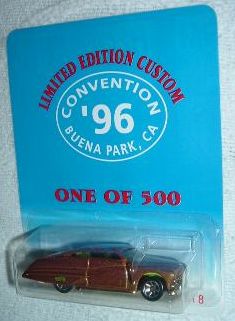 LIMITED EDITION CUSTOM
CONVENTION
'96
BUENA PARK, CA
ONE OF 500